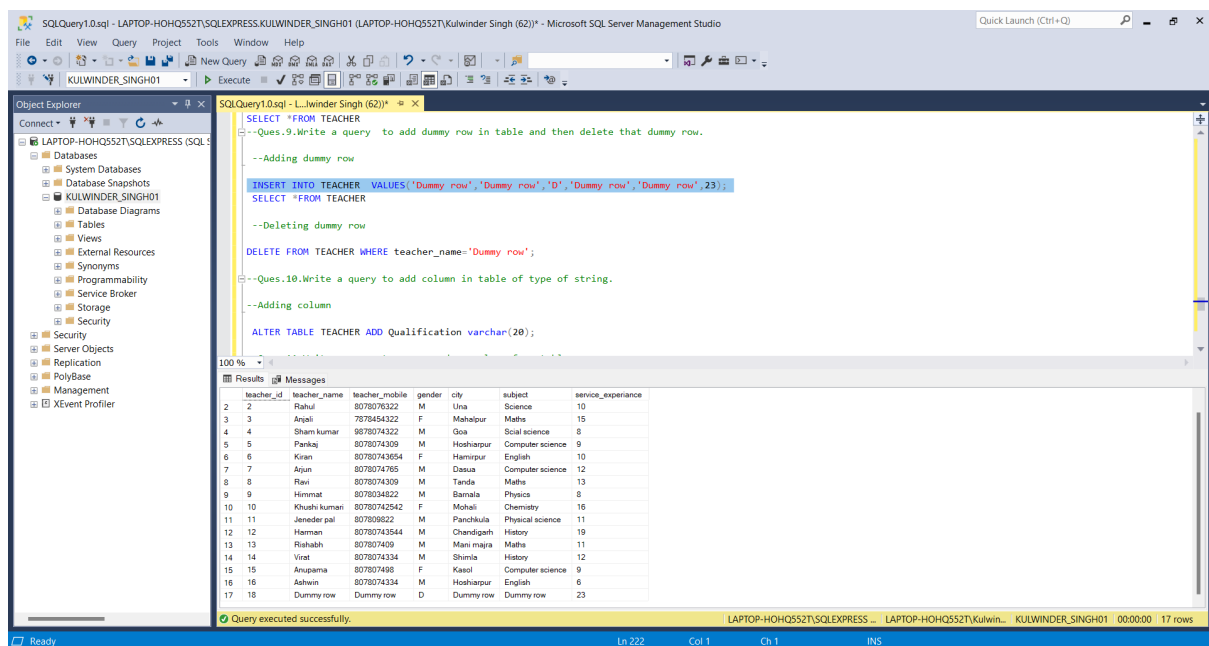 SQLQuery1.0.sql - LAPTOP-HOHQ552T\SQLEXPRESS.KULWINDER_SINGH01 (LAPTOP-HOHQ552T\Kulwinder Singh (62))* - Microsoft SQL Server Management Studio
Quick Launch (Ctrl+Q)
File Edit View Query Project Tools Window Help
New Query
KULWINDER_SINGH01 Execute
Object Explorer
SQLQuery1.0.sql - L...lwinder Singh (62))*
Connect
LAPTOP-HOHQ552T\SQLEXPRESS (SQL S
Databases
System Databases
Database Snapshots
KULWINDER_SINGH01
Database Diagrams
Tables
Views
External Resources
Synonyms
Programmability
Service Broker
Storage
Security
Security
Server Objects
Replication
PolyBase
Management
XEvent Profiler
SELECT *FROM TEACHER
--Ques.9.Write a query to add dummy row in table and then delete that dummy row.
--Adding dummy row
INSERT INTO TEACHER VALUES('Dummy row','Dummy row','D','Dummy row','Dummy row',23);
SELECT *FROM TEACHER
--Deleting dummy row
DELETE FROM TEACHER WHERE teacher_name='Dummy row';
--Ques.10.Write a query to add column in table of type of string.
--Adding column
ALTER TABLE TEACHER ADD Qualification varchar(20);
100 %
Results Messages
teacher_id teacher_name teacher_mobile gender city subject service_experiance
2 2 Rahul 8078076322 M Una Science 10
3 3 Anjali 7878454322 F Mahalpur Maths 15
4 4 Sham kumar 9878074322 M Goa Scial science 8
5 5 Pankaj 8078074309 M Hoshiarpur Computer science 9
6 6 Kiran 80780743654 F Hamirpur English 10
7 7 Arjun 8078074765 M Dasua Computer science 12
8 8 Ravi 8078074309 M Tanda Maths 13
9 9 Himmat 8078034822 M Barnala Physics 8
10 10 Khushi kumari 80780742542 F Mohali Chemistry 16
11 11 Jeneder pal 807809822 M Panchkula Physical science 11
12 12 Harman 80780743544 M Chandigarh History 19
13 13 Rishabh 807807409 M Mani majra Maths 11
14 14 Virat 8078074334 M Shimla History 12
15 15 Anupama 807807498 F Kasol Computer science 9
16 16 Ashwin 8078074334 M Hoshiarpur English 6
17 18 Dummy row Dummy row D Dummy row Dummy row 23
Query executed successfully.
LAPTOP-HOHQ552T\SQLEXPRESS ... LAPTOP-HOHQ552T\Kulwin... KULWINDER_SINGH01 00:00:00 17 rows
Ready Ln 222 Col 1 Ch 1 INS